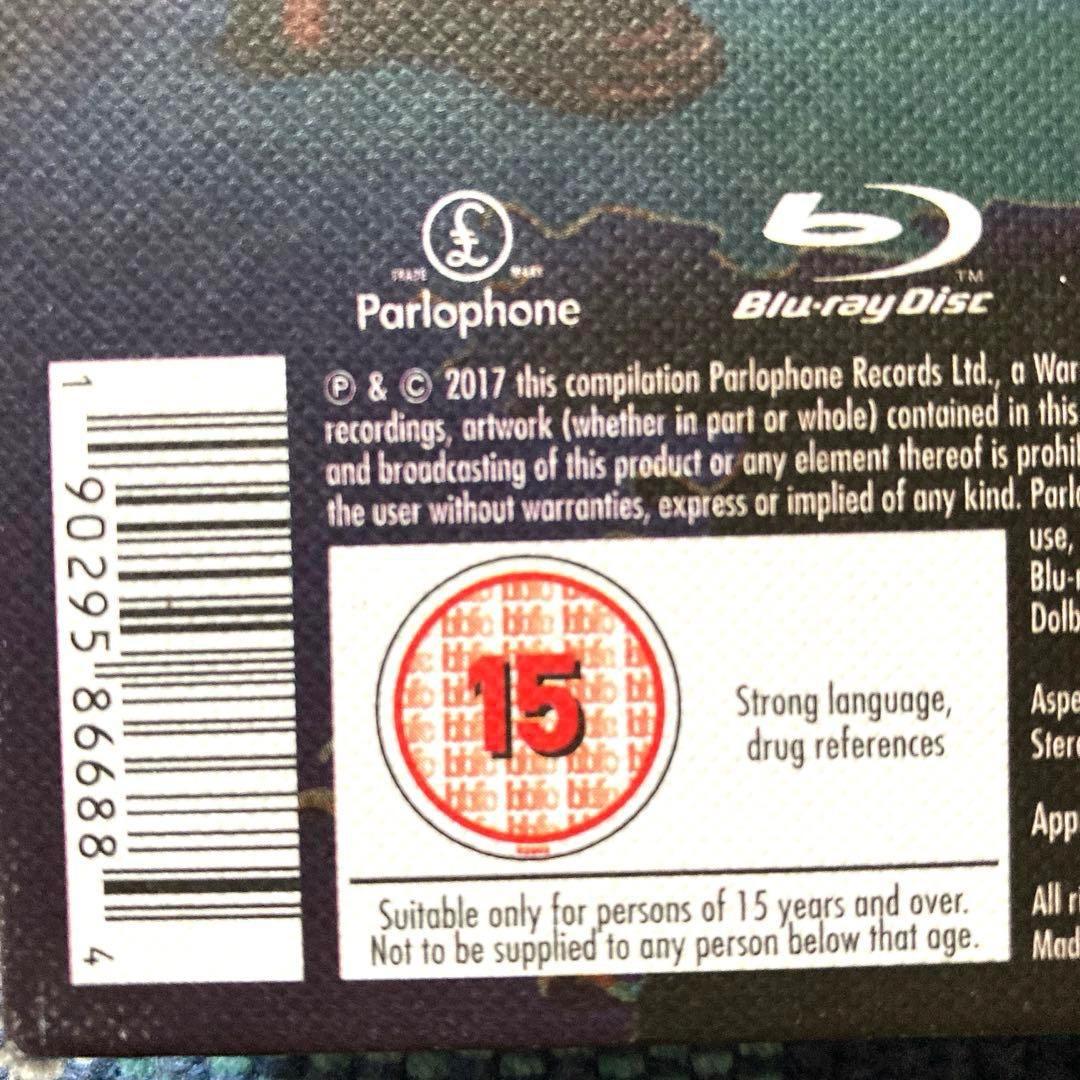 £
TRADE MARK
Parlophone
TM
Blu-ray Disc
℗ & © 2017 this compilation Parlophone Records Ltd., a War
recordings, artwork (whether in part or whole) contained in this
and broadcasting of this product or any element thereof is prohib
the user without warranties, express or implied of any kind. Parlo
use,
Blu-r
Dolb
Aspe
Stere
App
All ri
Mad
1 90295 86688 4
15
Strong language,
drug references
Suitable only for persons of 15 years and over.
Not to be supplied to any person below that age.